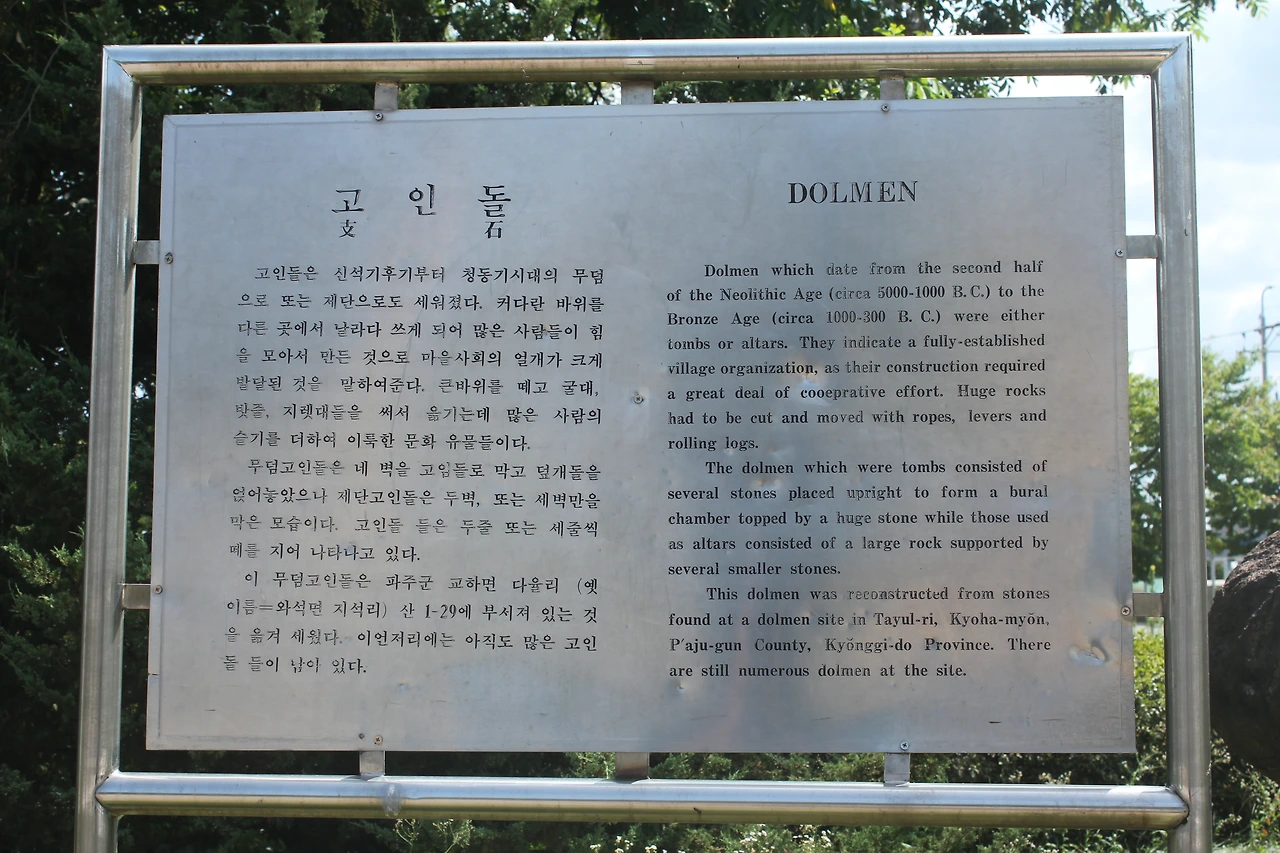 고인돌
支 石
고인돌은 신석기후기부터 청동기시대의 무덤
으로 또는 제단으로도 세워졌다. 커다란 바위를
다른 곳에서 날라다 쓰게 되어 많은 사람들이 힘
을 모아서 만든 것으로 마을사회의 얼개가 크게
발달된 것을 말하여준다. 큰바위를 떼고 굴대,
밧줄, 지렛대들을 써서 옮기는데 많은 사람의
슬기를 더하여 이룩한 문화 유물들이다.
무덤고인돌은 네 벽을 고임돌로 막고 덮개돌을
얹어놓았으나 제단고인돌은 두벽, 또는 세벽만을
막은 모습이다. 고인돌 들은 두줄 또는 세줄씩
떼를 지어 나타나고 있다.
이 무덤고인돌은 파주군 교하면 다율리 (옛
이름=와석면 지석리) 산 1-29에 부서져 있는 것
을 옮겨 세웠다. 이언저리에는 아직도 많은 고인
돌 들이 남아 있다.
DOLMEN
Dolmen which date from the second half
of the Neolithic Age (circa 5000-1000 B.C.) to the
Bronze Age (circa 1000-300 B. C.) were either
tombs or altars. They indicate a fully-established
village organization, as their construction required
a great deal of cooeprative effort. Huge rocks
had to be cut and moved with ropes, levers and
rolling logs.
The dolmen which were tombs consisted of
several stones placed upright to form a bural
chamber topped by a huge stone while those used
as altars consisted of a large rock supported by
several smaller stones.
This dolmen was reconstructed from stones
found at a dolmen site in Tayul-ri, Kyoha-myŏn,
P'aju-gun County, Kyŏnggi-do Province. There
are still numerous dolmen at the site.